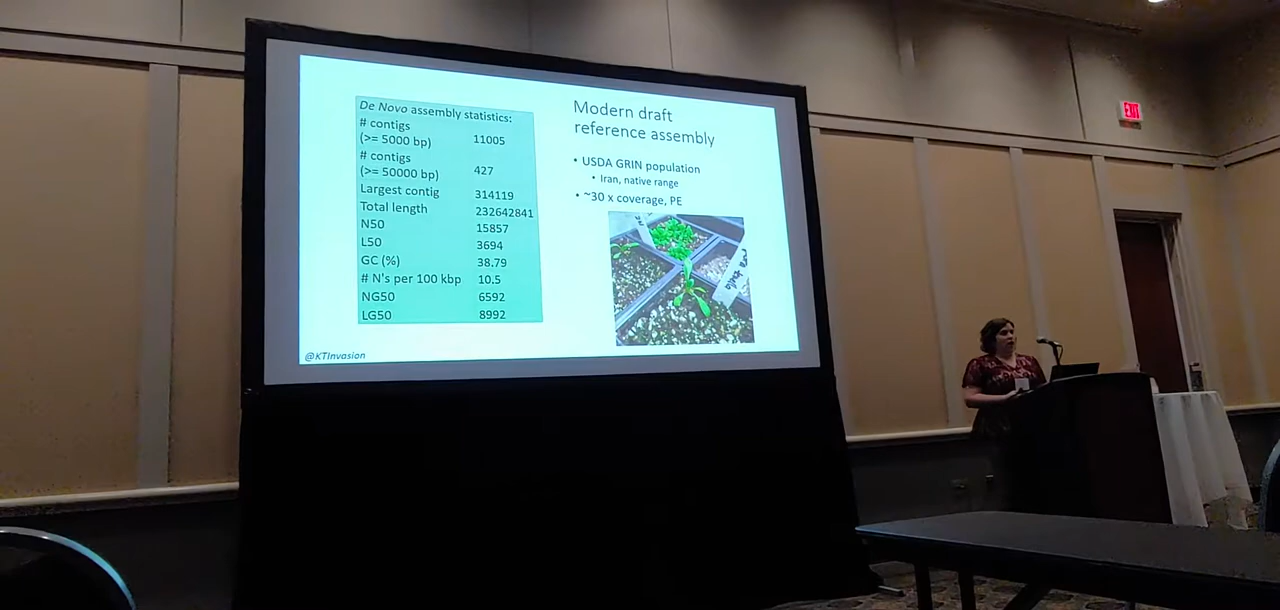 De Novo assembly statistics:
# contigs
(>= 5000 bp) 11005
# contigs
(>= 50000 bp) 427
Largest contig 314119
Total length 232642841
N50 15857
L50 3694
GC (%) 38.79
# N's per 100 kbp 10.5
NG50 6592
LG50 8992
@KTInvasion
Modern draft
reference assembly
• USDA GRIN population
• Iran, native range
• ~30 x coverage, PE
EXIT